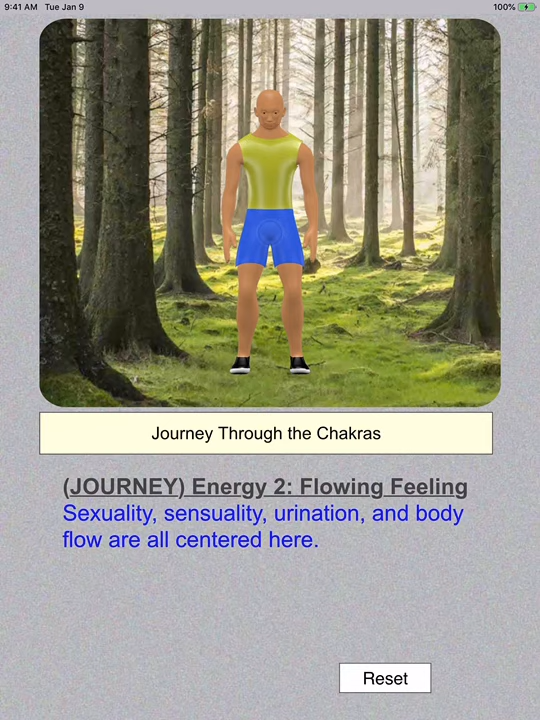 9:41 AM Tue Jan 9
100%
Journey Through the Chakras
(JOURNEY) Energy 2: Flowing Feeling
Sexuality, sensuality, urination, and body
flow are all centered here.
Reset